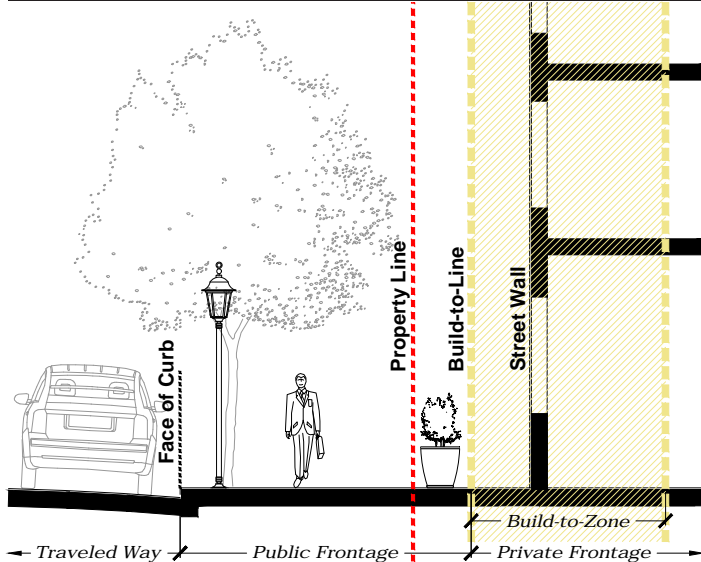 Face of Curb
Property Line
Build-to-Line
Street Wall
Build-to-Zone
Traveled Way
Public Frontage
Private Frontage